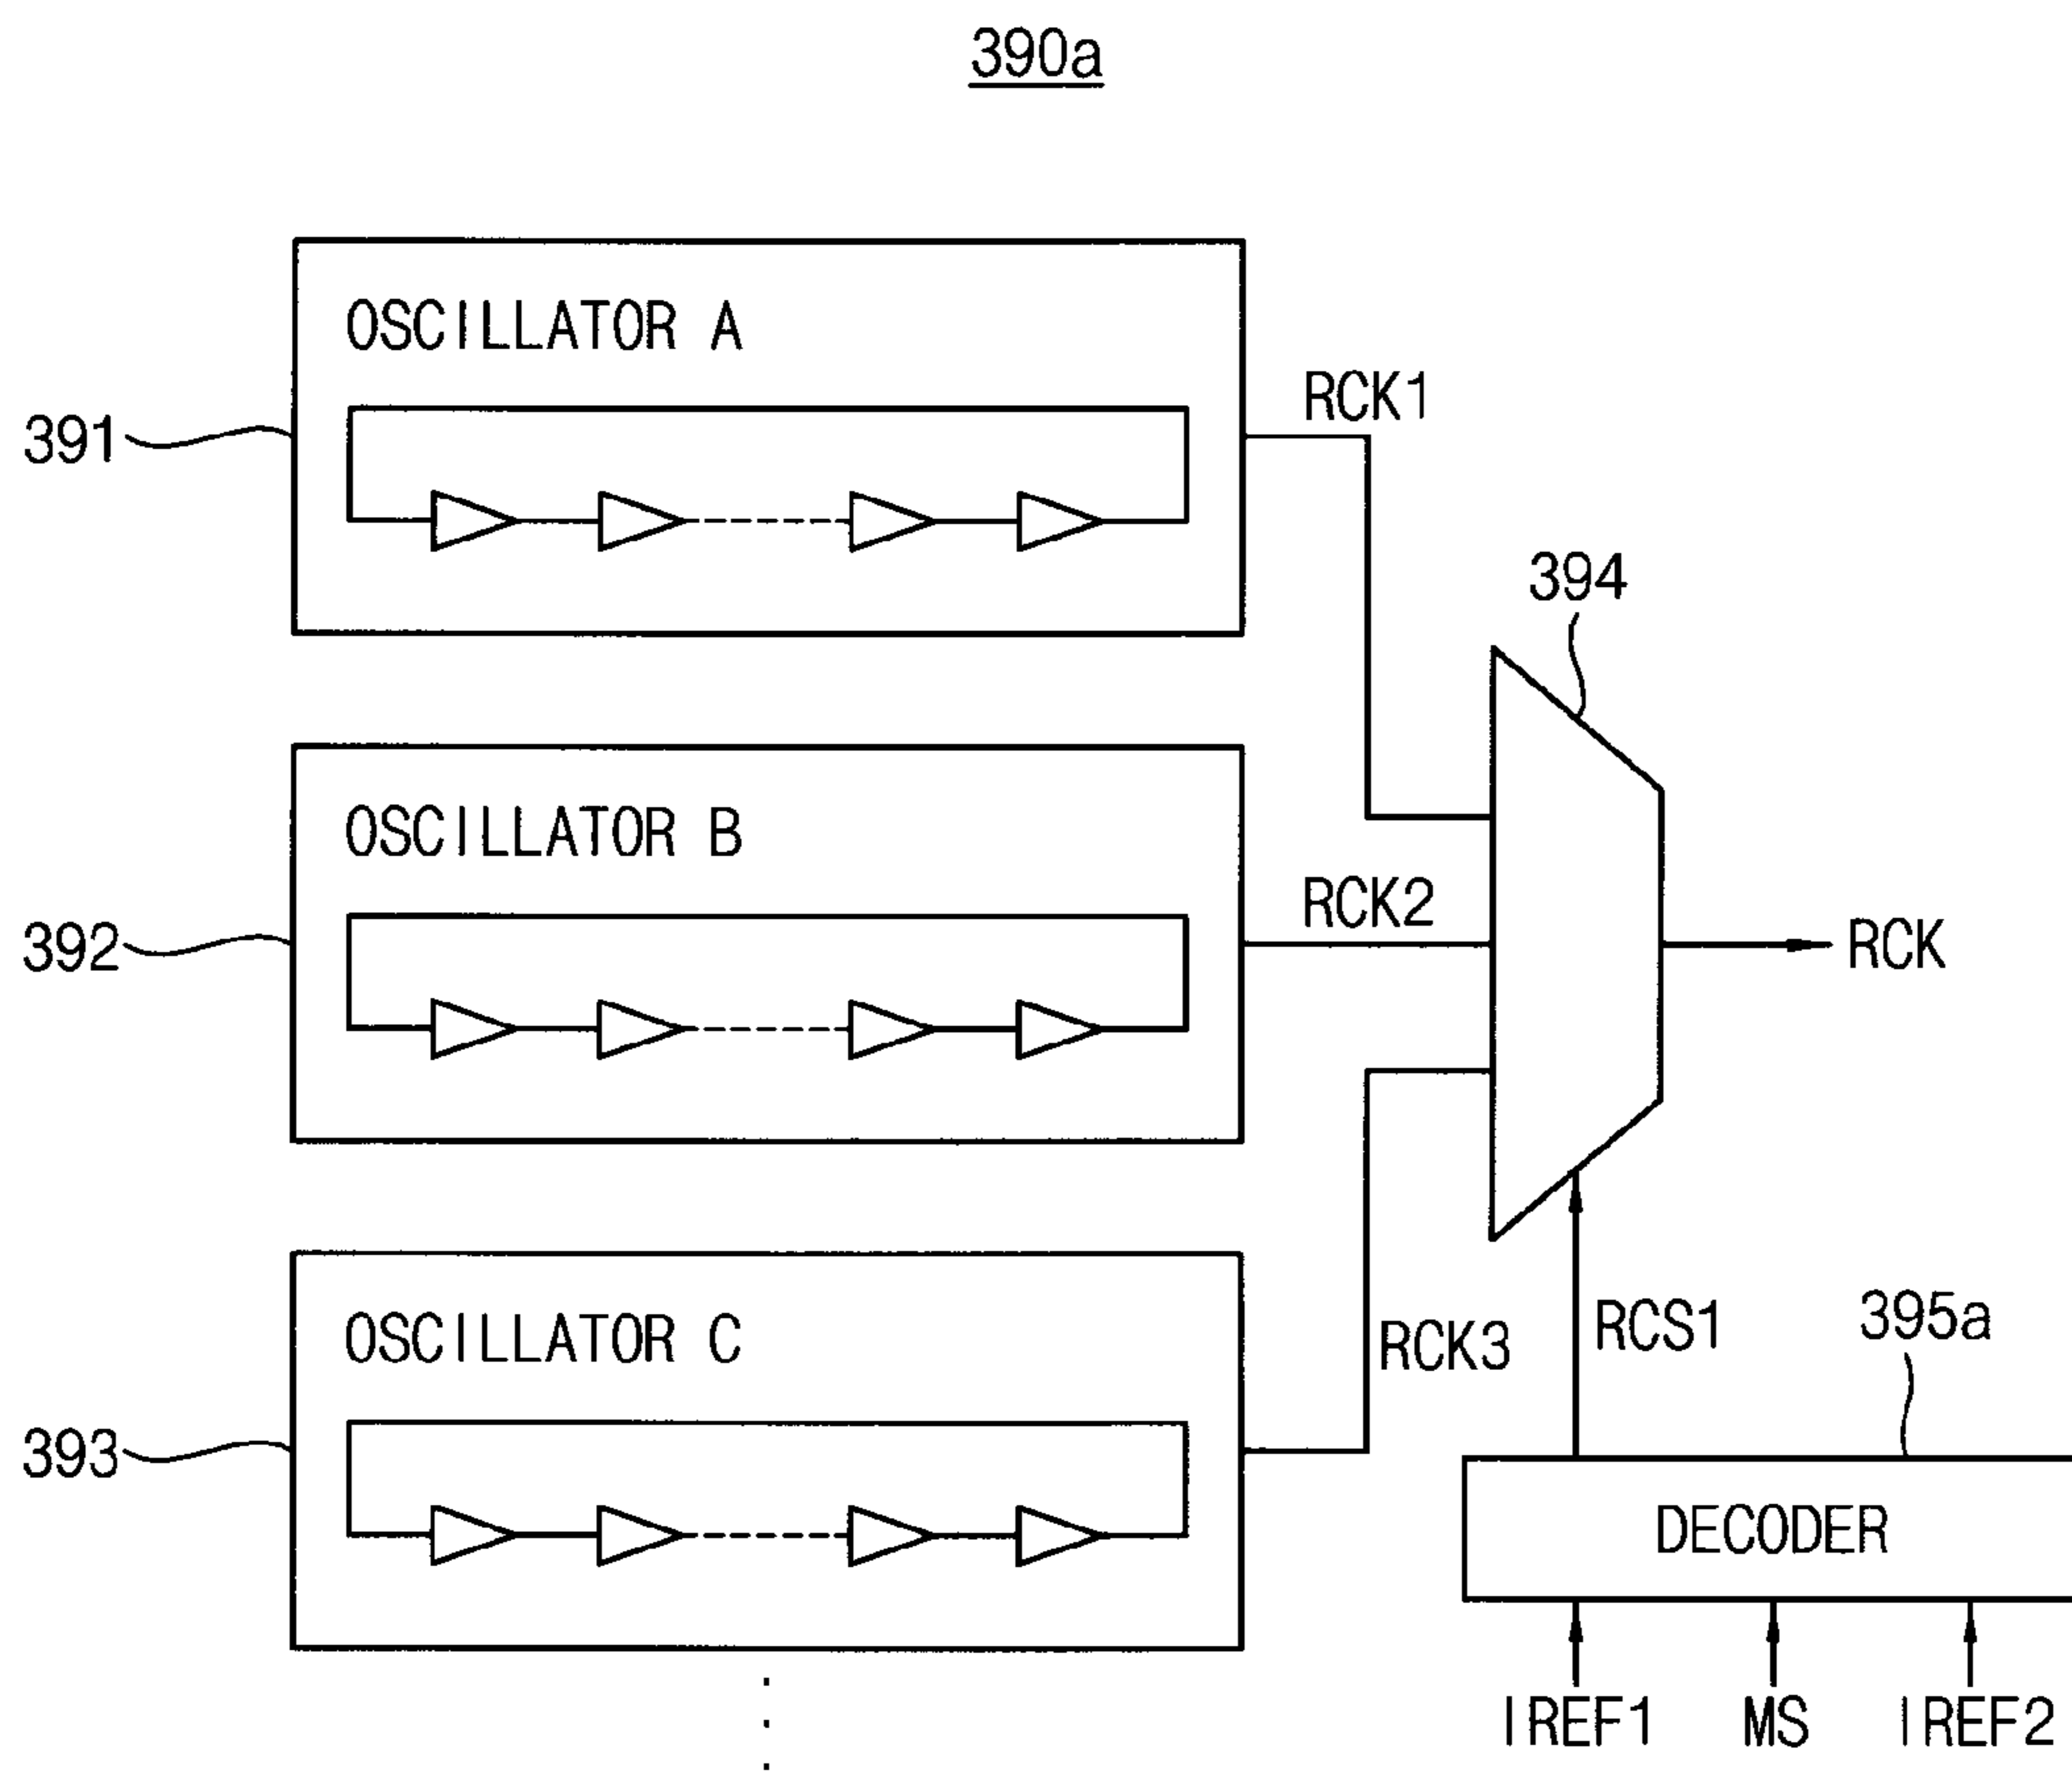 390a
OSCILLATOR A
RCK1
391
394
OSCILLATOR B
RCK2
392
RCK
OSCILLATOR C
RCK3
RCS1
395a
393
DECODER
IREF1 MS IREF2